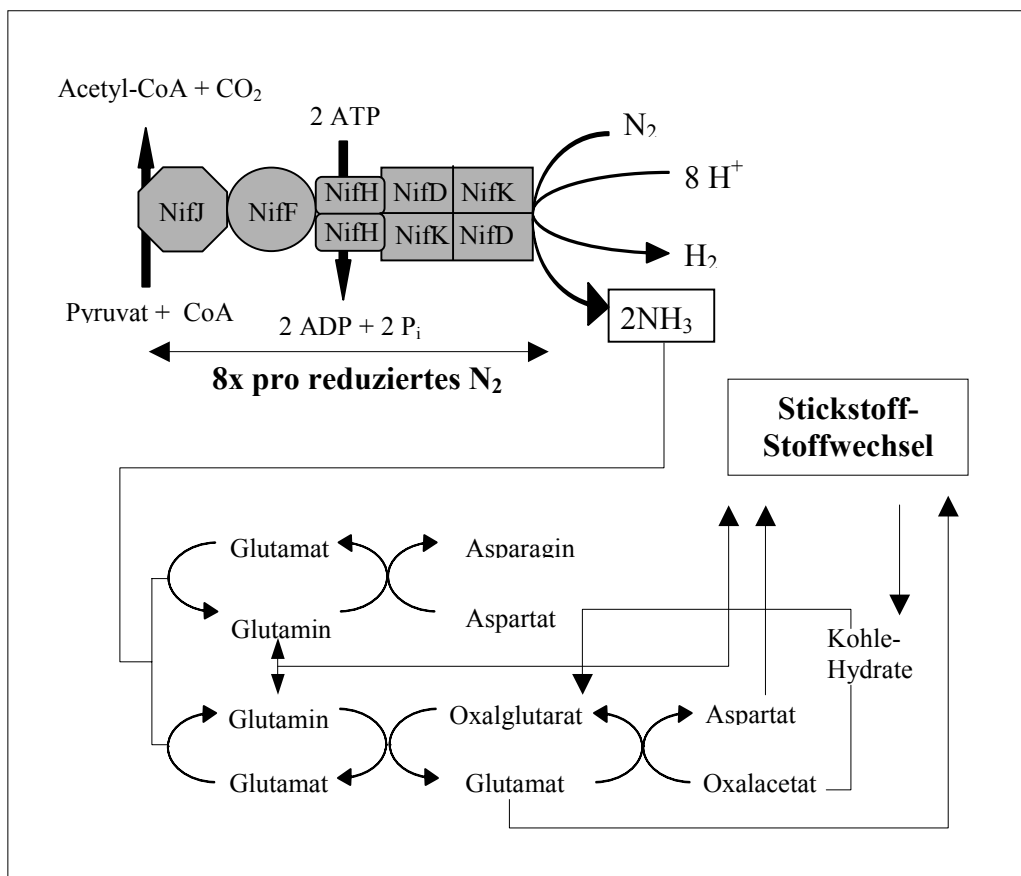 Acetyl-CoA + CO₂
2 ATP
N₂
8 H⁺
NifJ
NifF
NifH
NifD
NifK
NifH
NifK
NifD
H₂
Pyruvat + CoA
2 ADP + 2 Pᵢ
2NH₃
8x pro reduziertes N₂
Stickstoff-
Stoffwechsel
Glutamat
Asparagin
Glutamin
Aspartat
Kohle-
Hydrate
Glutamin
Oxalglutarat
Aspartat
Glutamat
Glutamat
Oxalacetat